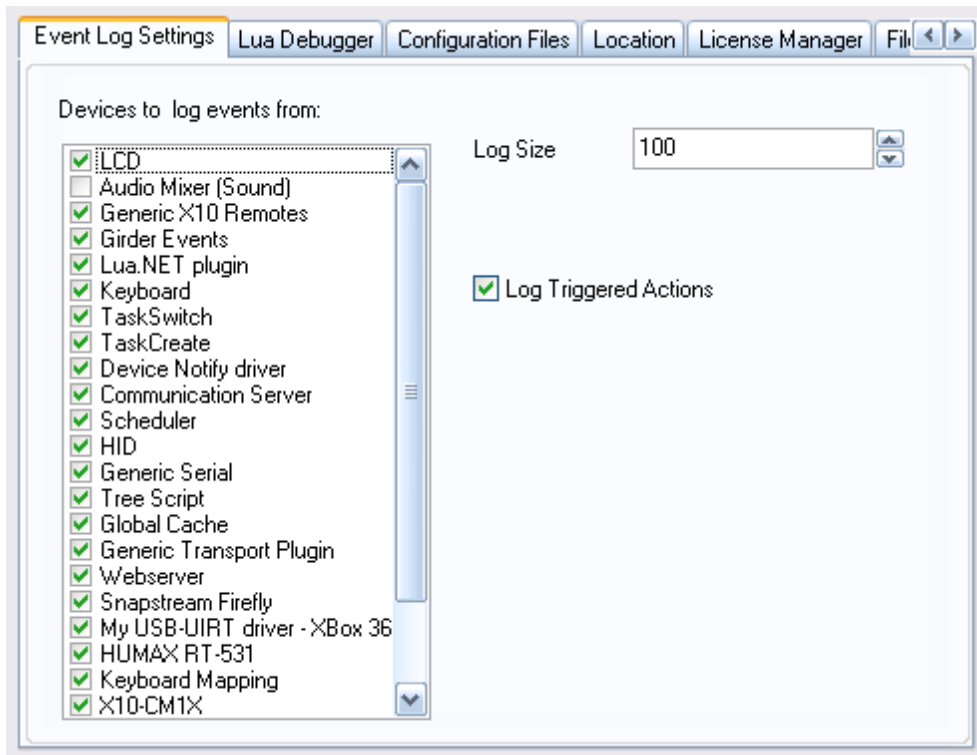 Event Log Settings Lua Debugger Configuration Files Location License Manager
Devices to log events from:
LCD
Audio Mixer (Sound)
Generic X10 Remotes
Girder Events
Lua.NET plugin
Keyboard
TaskSwitch
TaskCreate
Device Notify driver
Communication Server
Scheduler
HID
Generic Serial
Tree Script
Global Cache
Generic Transport Plugin
Webserver
Snapstream Firefly
My USB-UIRT driver - XBox 36
HUMAX RT-531
Keyboard Mapping
X10-CM1X
Log Size 100
Log Triggered Actions